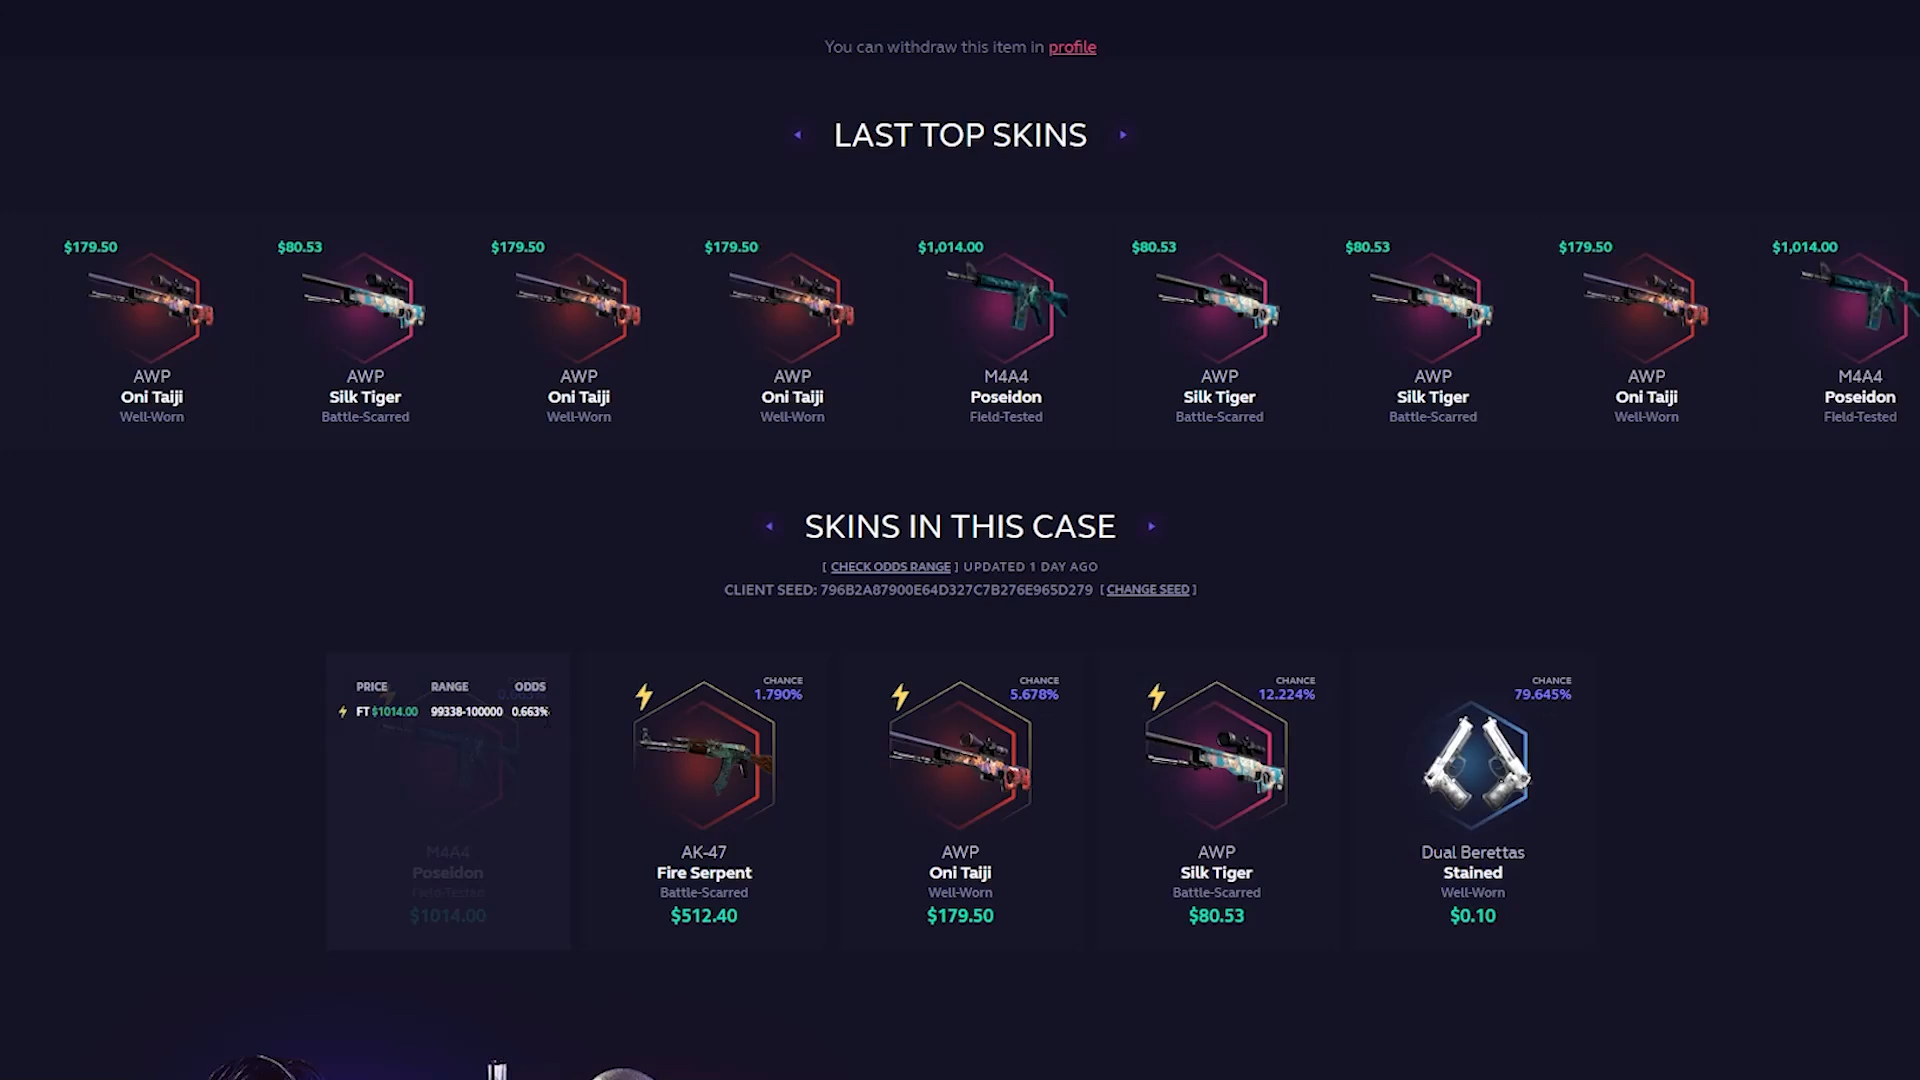 You can withdraw this item in profile
LAST TOP SKINS
$179.50 $80.53 $179.50 $179.50 $1,014.00 $80.53 $80.53 $179.50 $1,014.00
AWP AWP AWP AWP M4A4 AWP AWP AWP M4A4
Oni Taiji Silk Tiger Oni Taiji Oni Taiji Poseidon Silk Tiger Silk Tiger Oni Taiji Poseidon
Well-Worn Battle-Scarred Well-Worn Well-Worn Field-Tested Battle-Scarred Battle-Scarred Well-Worn Field-Tested
SKINS IN THIS CASE
[ CHECK ODDS RANGE ] UPDATED 1 DAY AGO
CLIENT SEED: 796B2A87900E64D327C7B276E965D279 [ CHANGE SEED ]
PRICE RANGE ODDS
FT $1014.00 99338-100000 0.663%
M4A4
Poseidon
Field-Tested
$1014.00
CHANCE
1.790%
AK-47
Fire Serpent
Battle-Scarred
$512.40
CHANCE
5.678%
AWP
Oni Taiji
Well-Worn
$179.50
CHANCE
12.224%
AWP
Silk Tiger
Battle-Scarred
$80.53
CHANCE
79.645%
Dual Berettas
Stained
Well-Worn
$0.10